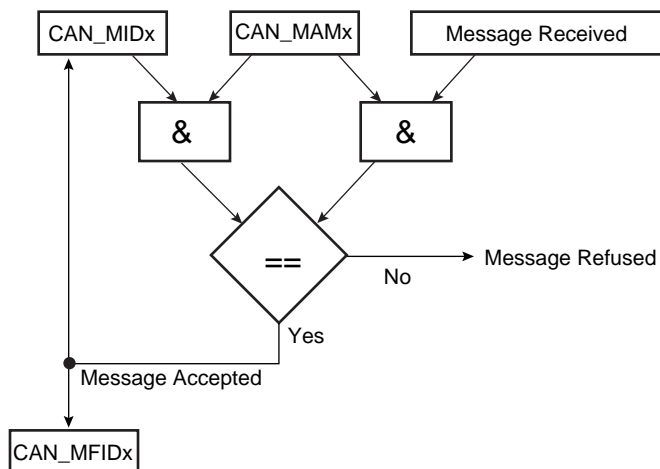 CAN_MIDx
CAN_MAMx
Message Received
&
&
==
No
Message Refused
Yes
Message Accepted
CAN_MFIDx